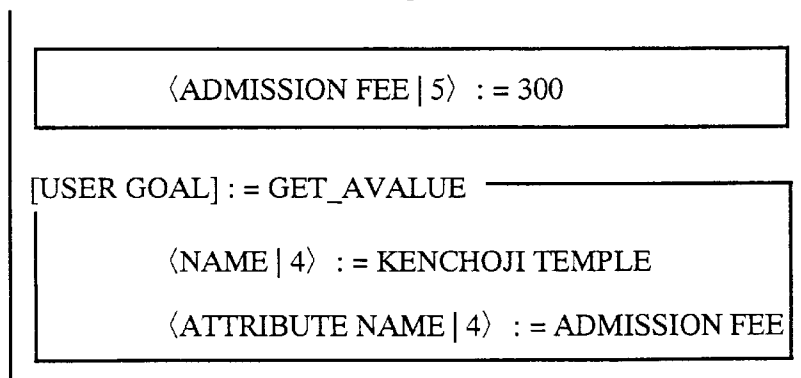 ⟨ADMISSION FEE | 5⟩ : = 300
[USER GOAL] : = GET_AVALUE
⟨NAME | 4⟩ : = KENCHOJI TEMPLE
⟨ATTRIBUTE NAME | 4⟩ : = ADMISSION FEE